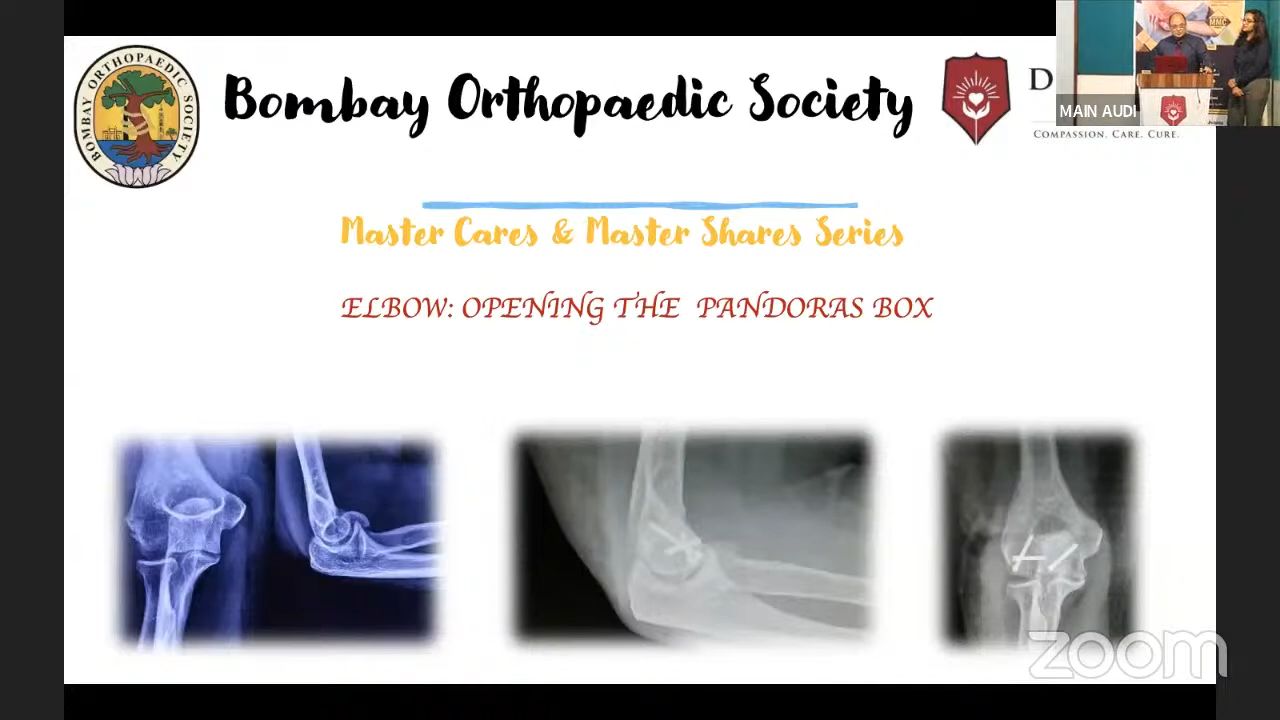 BOMBAY ORTHOPAEDIC SOCIETY
Bombay Orthopaedic Society
D
COMPASSION. CARE. CURE.
MMC
MAIN AUDI
Master Cares & Master Shares Series
ELBOW: OPENING THE PANDORAS BOX
zoom